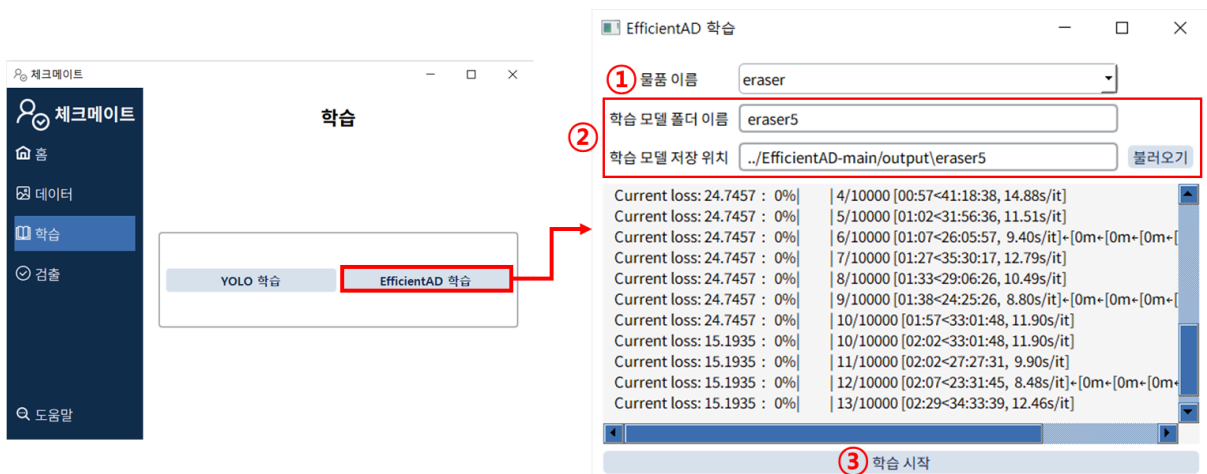 체크메이트
체크메이트
홈
데이터
학습
검출
도움말
학습
YOLO 학습
EfficientAD 학습
EfficientAD 학습
① 물품 이름 eraser
②
학습 모델 폴더 이름 eraser5
학습 모델 저장 위치 ../EfficientAD-main/output\eraser5 불러오기
Current loss: 24.7457 : 0%| | 4/10000 [00:57<41:18:38, 14.88s/it]
Current loss: 24.7457 : 0%| | 5/10000 [01:02<31:56:36, 11.51s/it]
Current loss: 24.7457 : 0%| | 6/10000 [01:07<26:05:57, 9.40s/it]←[0m←[0m←[0m←[
Current loss: 24.7457 : 0%| | 7/10000 [01:27<35:30:17, 12.79s/it]
Current loss: 24.7457 : 0%| | 8/10000 [01:33<29:06:26, 10.49s/it]
Current loss: 24.7457 : 0%| | 9/10000 [01:38<24:25:26, 8.80s/it]←[0m←[0m←[0m←[
Current loss: 24.7457 : 0%| | 10/10000 [01:57<33:01:48, 11.90s/it]
Current loss: 15.1935 : 0%| | 10/10000 [02:02<33:01:48, 11.90s/it]
Current loss: 15.1935 : 0%| | 11/10000 [02:02<27:27:31, 9.90s/it]
Current loss: 15.1935 : 0%| | 12/10000 [02:07<23:31:45, 8.48s/it]←[0m←[0m←[0m←
Current loss: 15.1935 : 0%| | 13/10000 [02:29<34:33:39, 12.46s/it]
③ 학습 시작